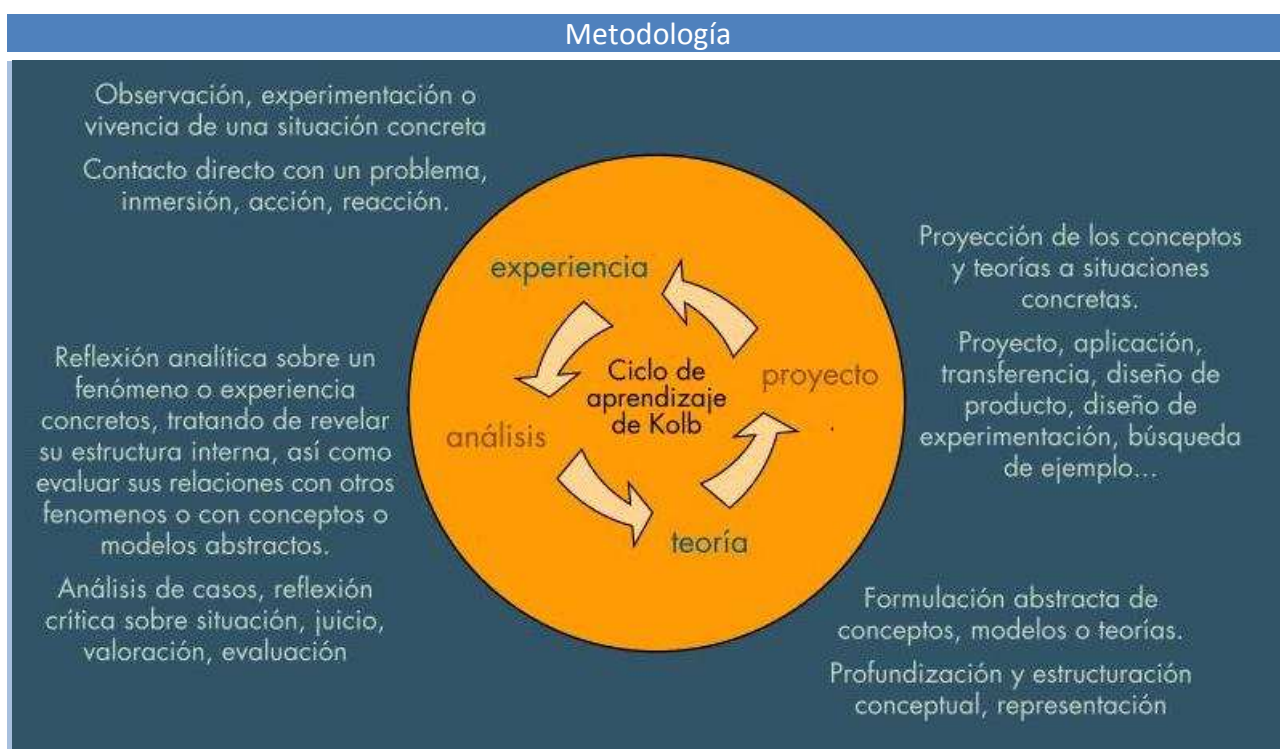 Metodología
Observación, experimentación o
vivencia de una situación concreta
Contacto directo con un problema,
inmersión, acción, reacción.
experiencia
Reflexión analítica sobre un
fenómeno o experiencia
concretos, tratando de revelar
su estructura interna, así como
evaluar sus relaciones con otros
fenomenos o con conceptos o
modelos abstractos.
Análisis de casos, reflexión
crítica sobre situación, juicio,
valoración, evaluación
análisis
Ciclo de
aprendizaje
de Kolb
proyecto
teoría
Proyección de los conceptos
y teorías a situaciones
concretas.
Proyecto, aplicación,
transferencia, diseño de
producto, diseño de
experimentación, búsqueda
de ejemplo...
Formulación abstracta de
conceptos, modelos o teorías.
Profundización y estructuración
conceptual, representación